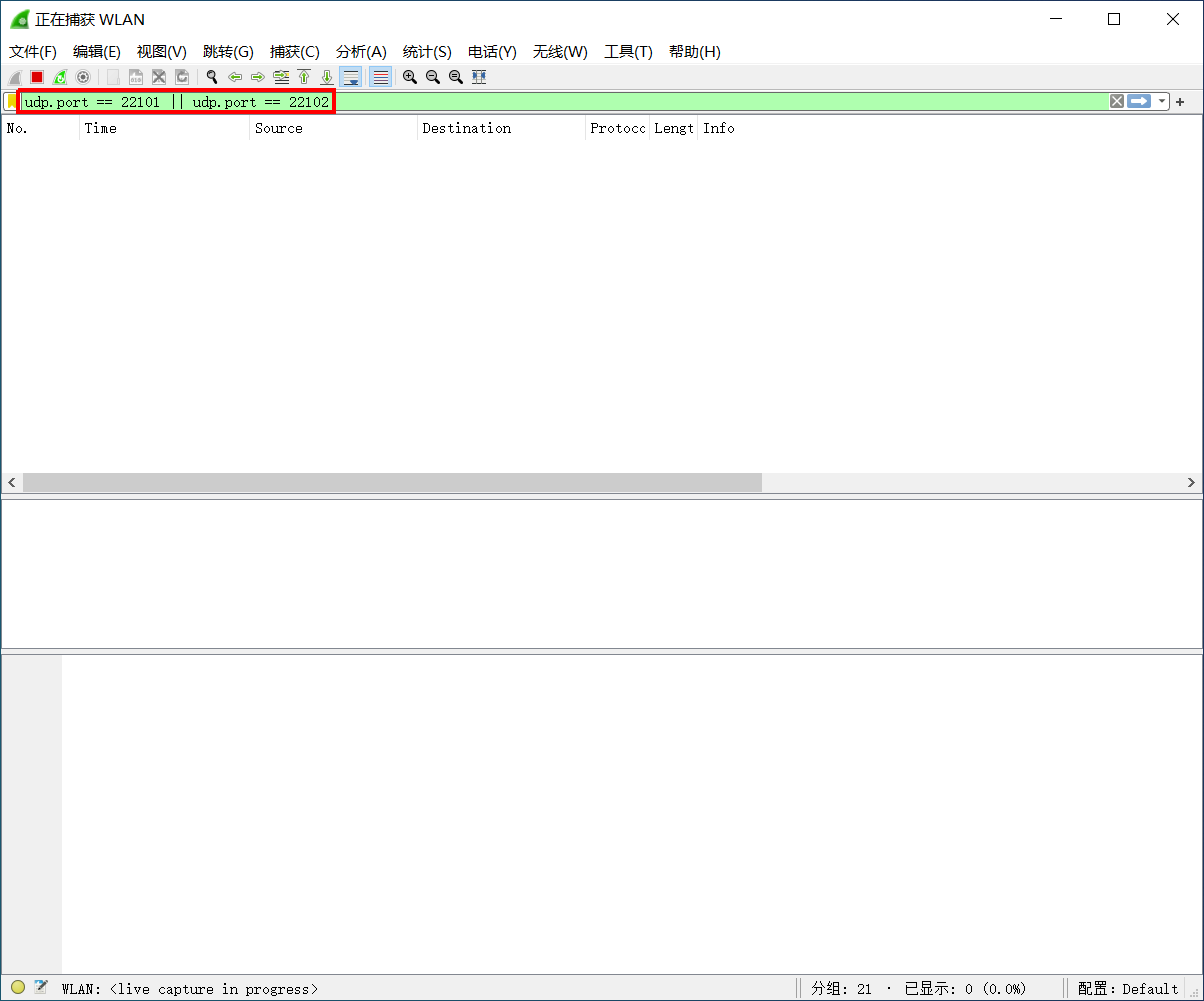 正在捕获 WLAN
文件(F) 编辑(E) 视图(V) 跳转(G) 捕获(C) 分析(A) 统计(S) 电话(Y) 无线(W) 工具(T) 帮助(H)
udp.port == 22101 || udp.port == 22102
No. Time Source Destination Protocc Lengt Info
WLAN: <live capture in progress> 分组: 21 · 已显示: 0 (0.0%) 配置: Default